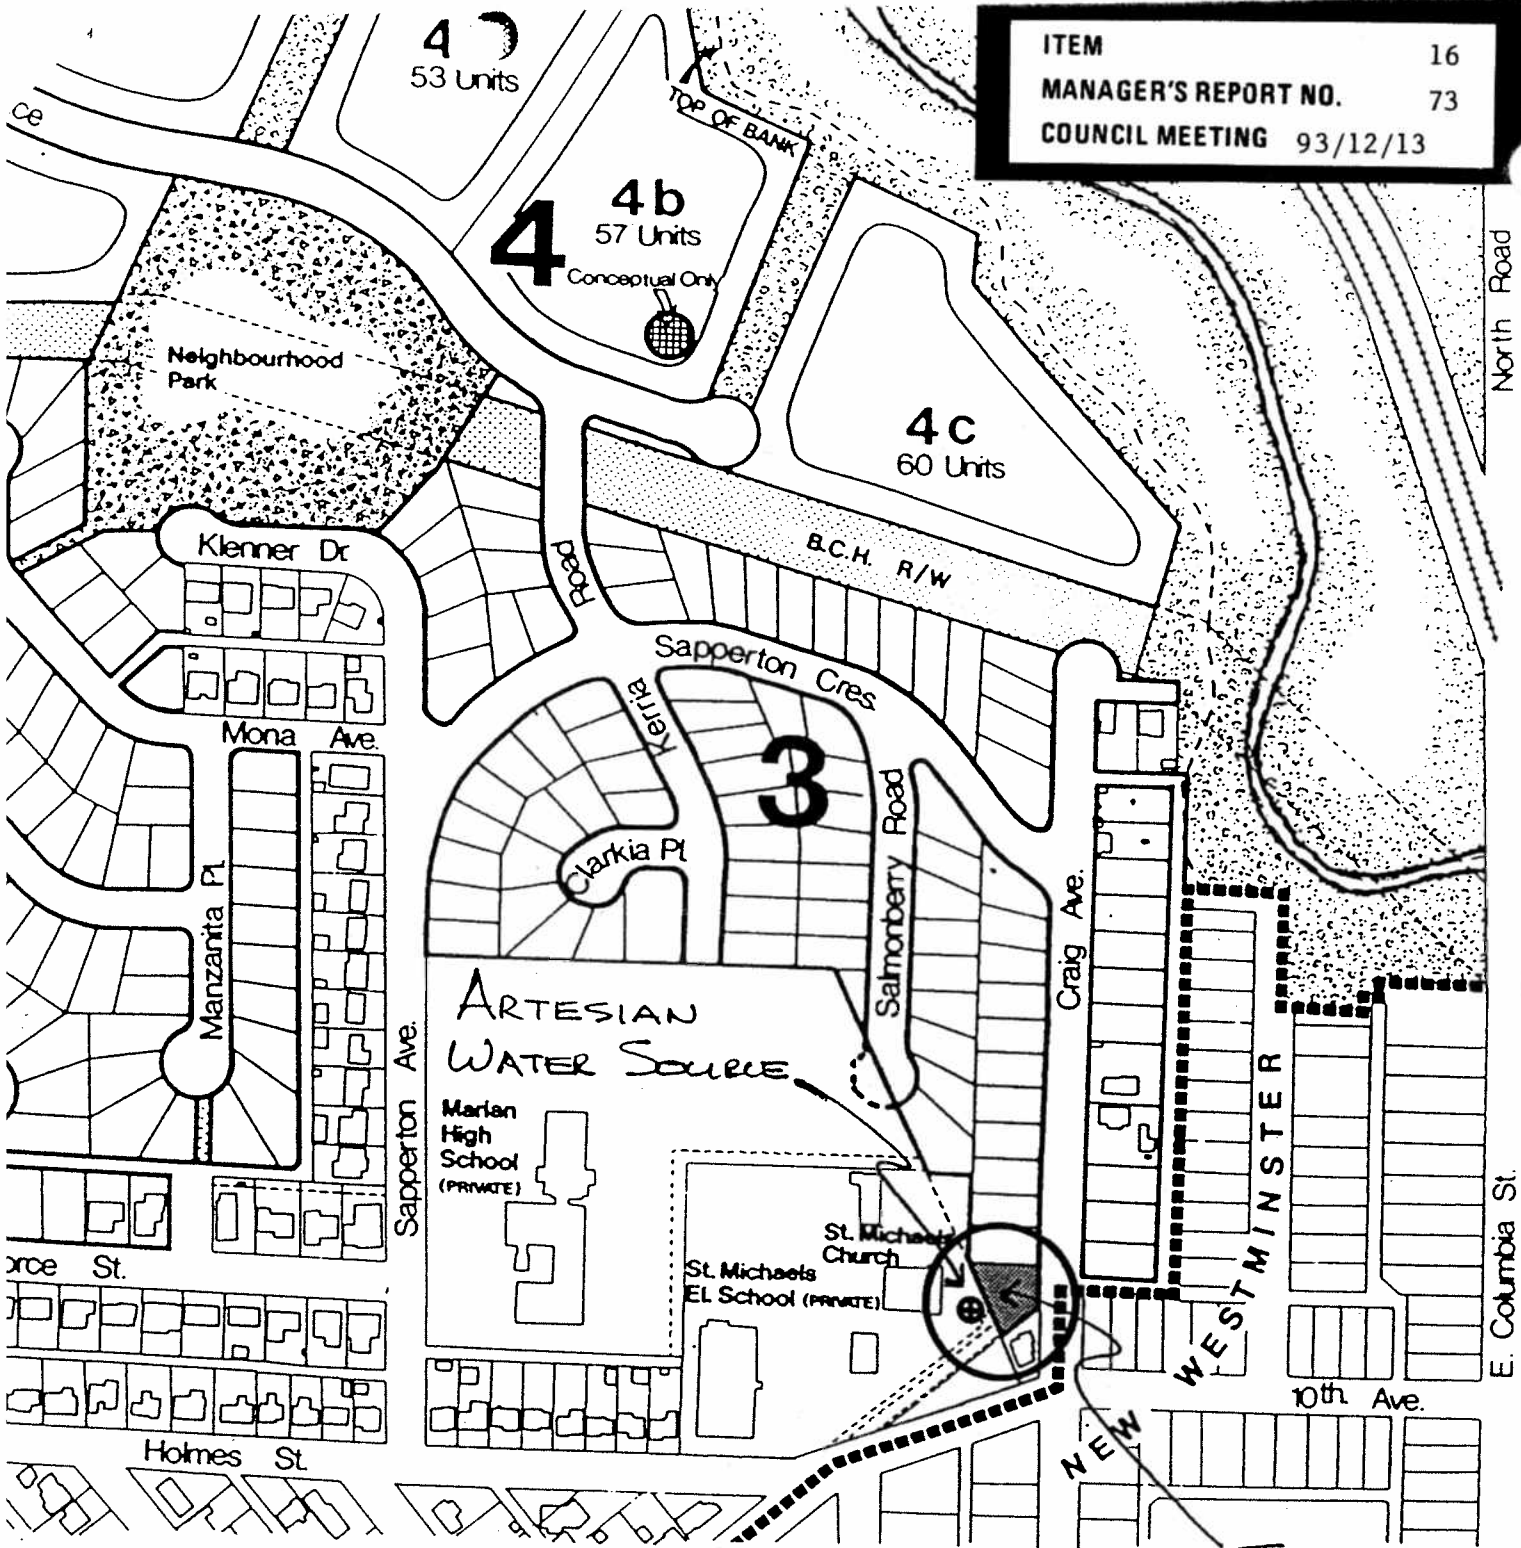 ITEM 16
MANAGER'S REPORT NO. 73
COUNCIL MEETING 93/12/13
4
53 Units
ce
TOP OF BANK
4b
57 Units
4
Conceptual Only
North Road
Neighbourhood
Park
4c
60 Units
B.C.H. R/W
Klenner Dr.
Road
Sapperton Cres.
Kerria
Mona Ave.
3
Salmonberry Road
Clarkia Pl.
Manzanita Pl.
Craig Ave.
ARTESIAN
WATER SOURCE
Sapperton Ave.
Marian
High
School
(PRIVATE)
St. Michaels
Church
St. Michaels
El. School (PRIVATE)
NEW WESTMINSTER
E. Columbia St.
orce St.
10th Ave.
Holmes St.